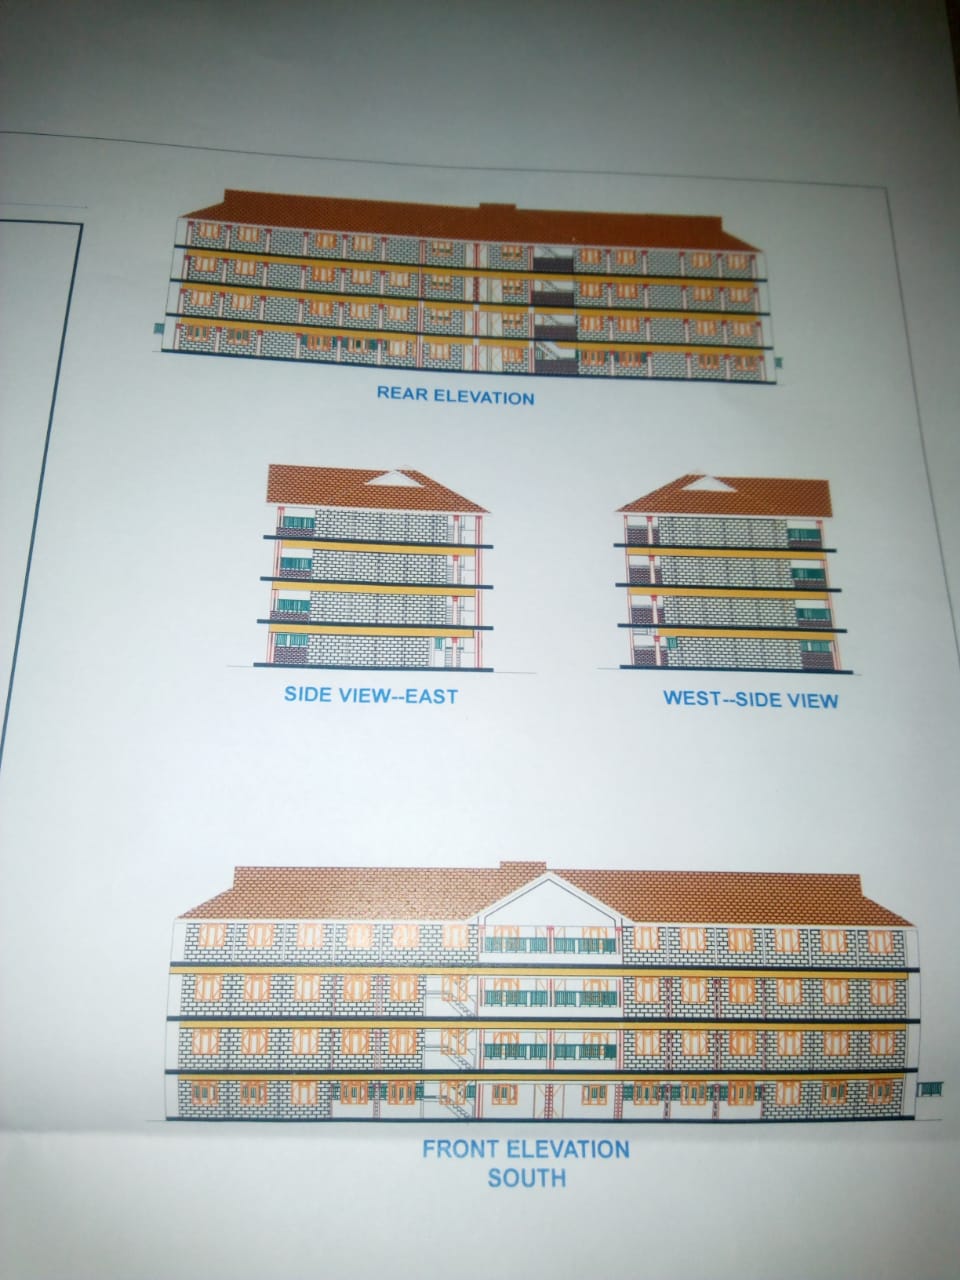 REAR ELEVATION
SIDE VIEW--EAST
WEST--SIDE VIEW
FRONT ELEVATION
SOUTH